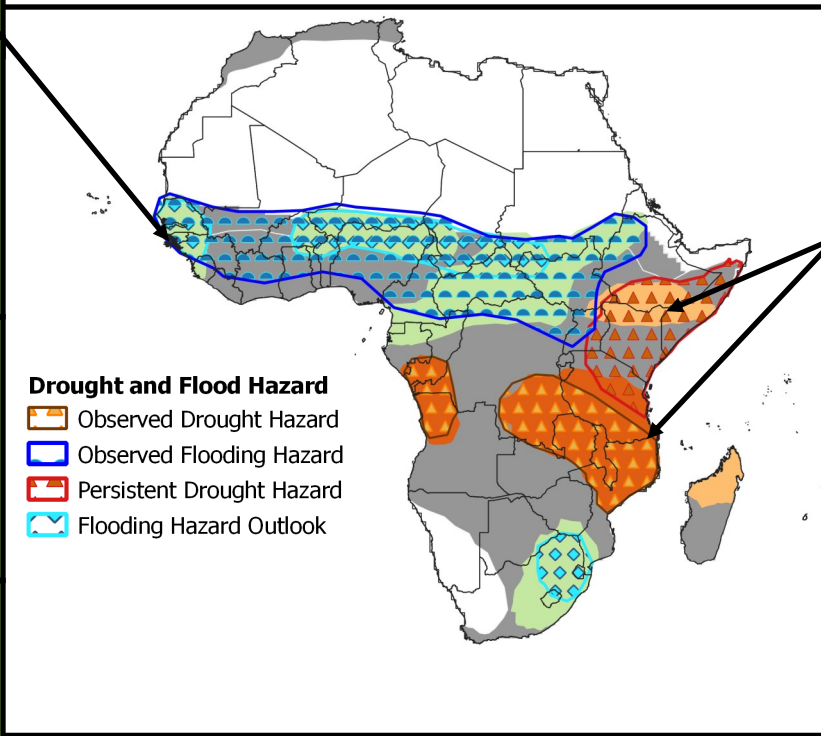 Drought and Flood Hazard
Observed Drought Hazard
Observed Flooding Hazard
Persistent Drought Hazard
Flooding Hazard Outlook